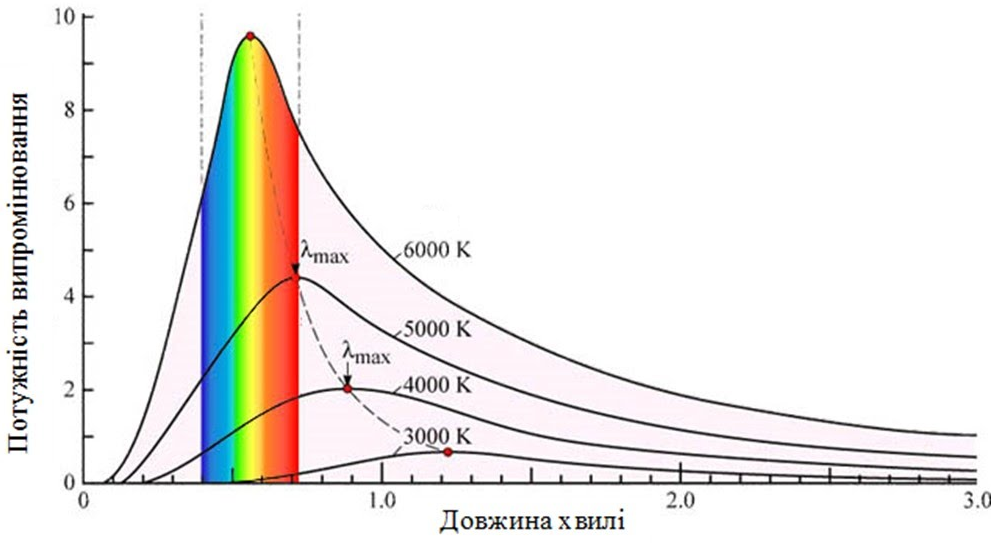 Потужність випромінювання
10
8
6
4
2
0
λmax
λmax
6000 K
5000 K
4000 K
3000 K
0 1.0 2.0 3.0
Довжина хвилі